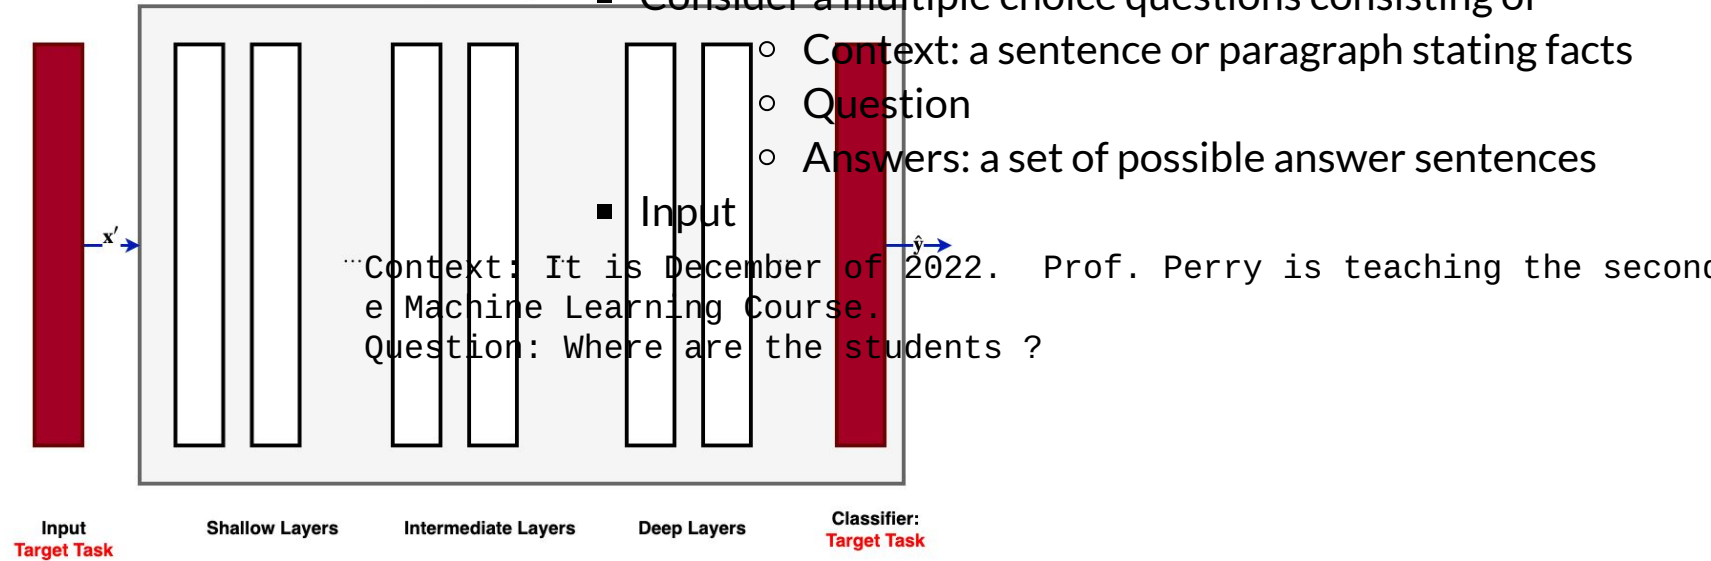 Consider a multiple choice questions consisting of
Context: a sentence or paragraph stating facts
Question
Answers: a set of possible answer sentences
Input
x′
ŷ
...
Context: It is December of 2022.  Prof. Perry is teaching the second
e Machine Learning Course.
Question: Where are the students ?
Input
Target Task
Shallow Layers
Intermediate Layers
Deep Layers
Classifier:
Target Task